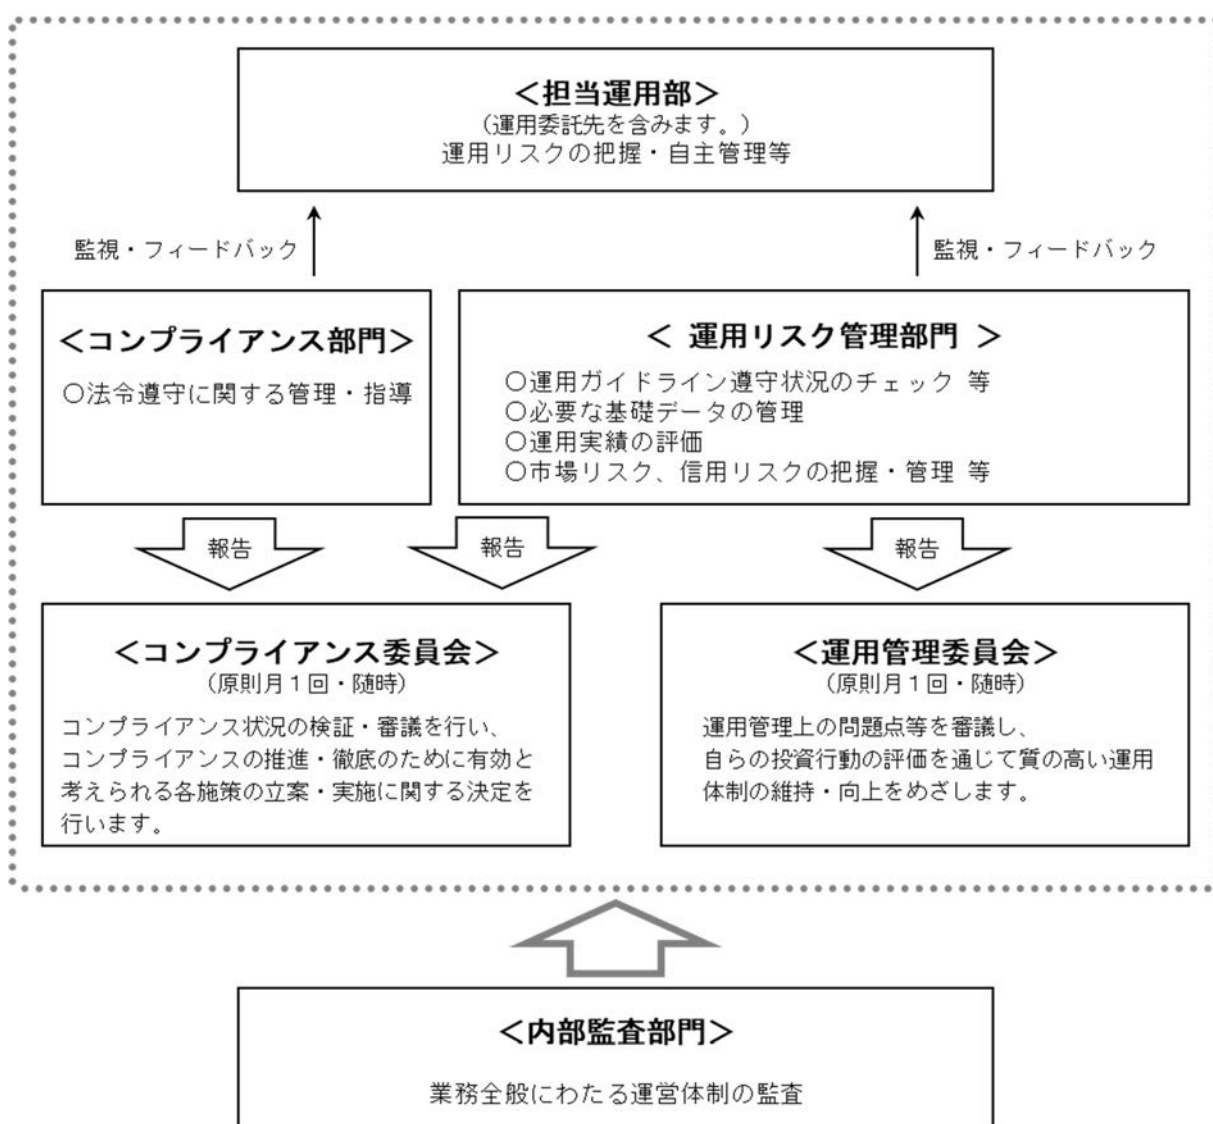 ＜担当運用部＞
（運用委託先を含みます。）
運用リスクの把握・自主管理等
監視・フィードバック
監視・フィードバック
＜コンプライアンス部門＞
○法令遵守に関する管理・指導
＜ 運用リスク管理部門 ＞
○運用ガイドライン遵守状況のチェック 等
○必要な基礎データの管理
○運用実績の評価
○市場リスク、信用リスクの把握・管理 等
報告
報告
報告
＜コンプライアンス委員会＞
（原則月１回・随時）
コンプライアンス状況の検証・審議を行い、
コンプライアンスの推進・徹底のために有効と
考えられる各施策の立案・実施に関する決定を
行います。
＜運用管理委員会＞
（原則月１回・随時）
運用管理上の問題点等を審議し、
自らの投資行動の評価を通じて質の高い運用
体制の維持・向上をめざします。
＜内部監査部門＞
業務全般にわたる運営体制の監査